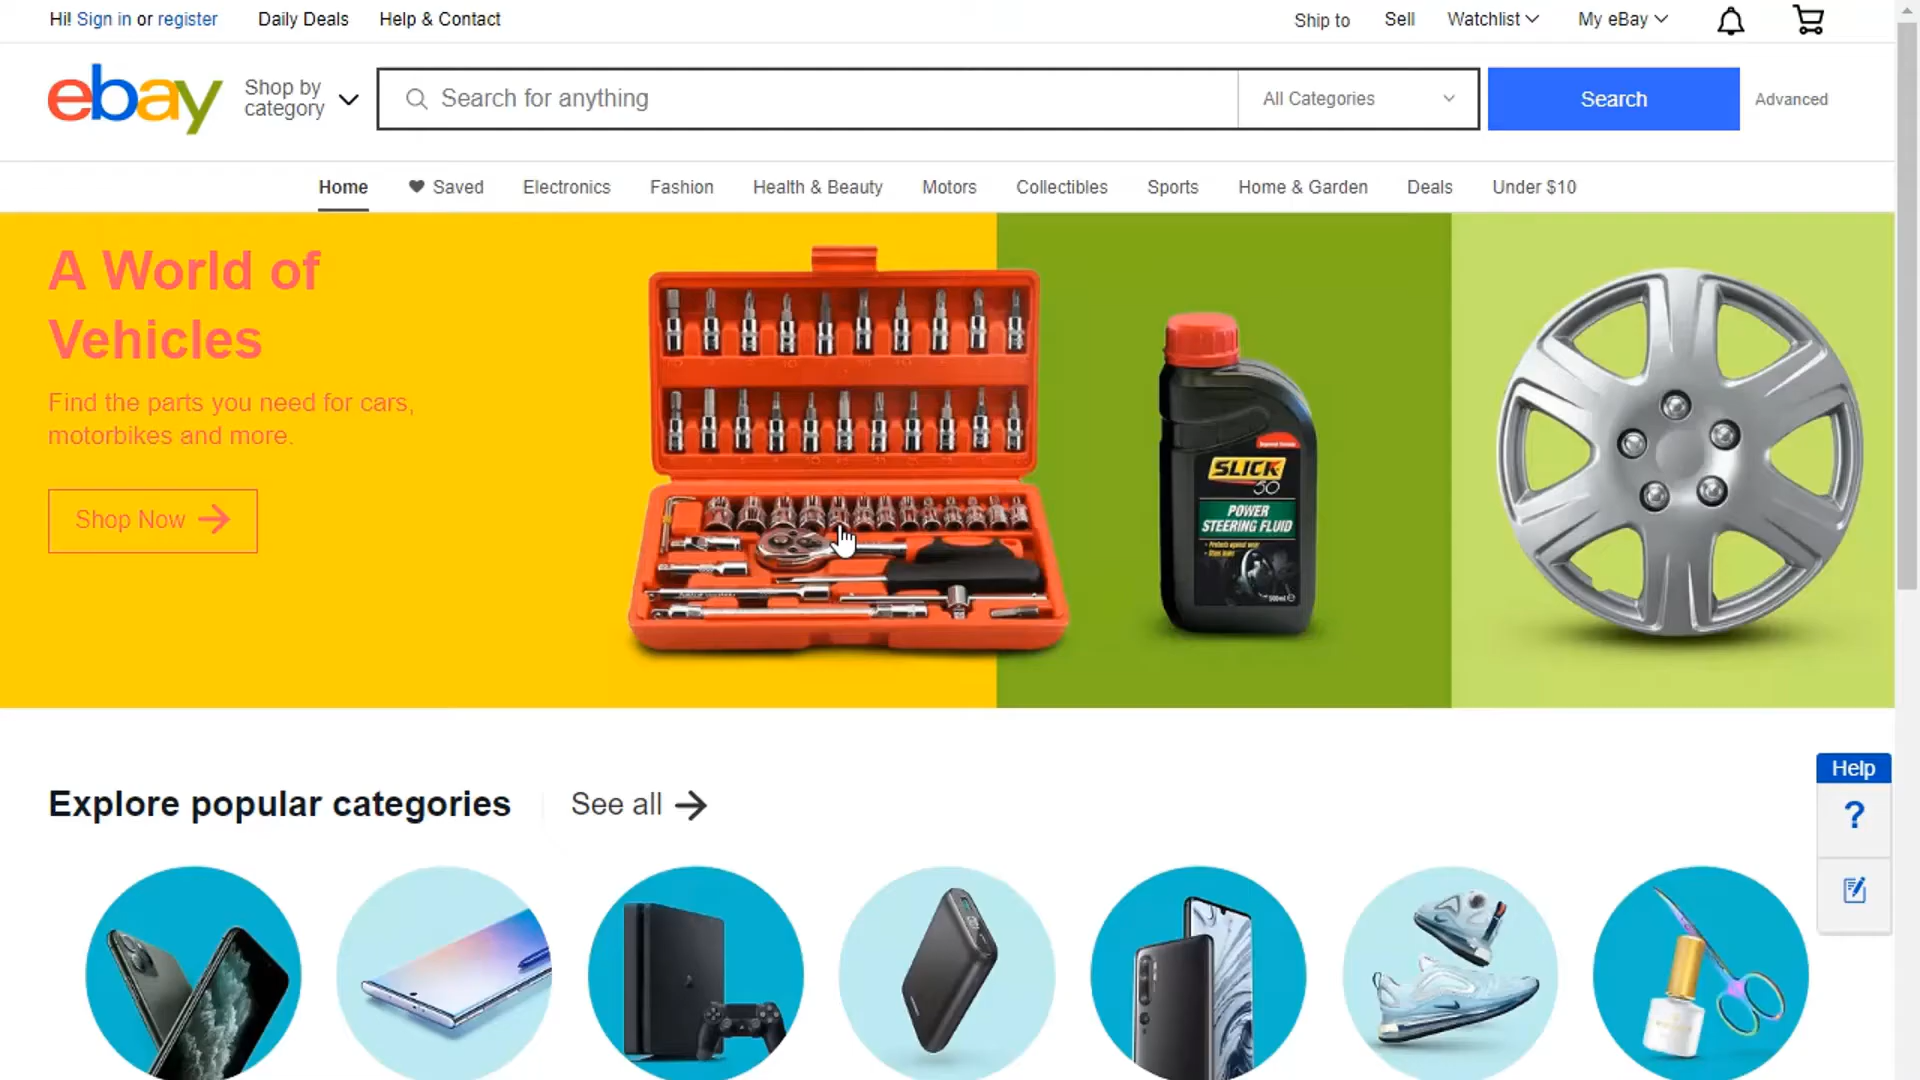 Hi! Sign in or register
Daily Deals
Help & Contact
Ship to
Sell
Watchlist
My eBay
ebay
Shop by
category
Search for anything
All Categories
Search
Advanced
Home
Saved
Electronics
Fashion
Health & Beauty
Motors
Collectibles
Sports
Home & Garden
Deals
Under $10
A World of
Vehicles
Find the parts you need for cars,
motorbikes and more.
Shop Now
SLICK
50
POWER
STEERING FLUID
Explore popular categories
See all
Help
?